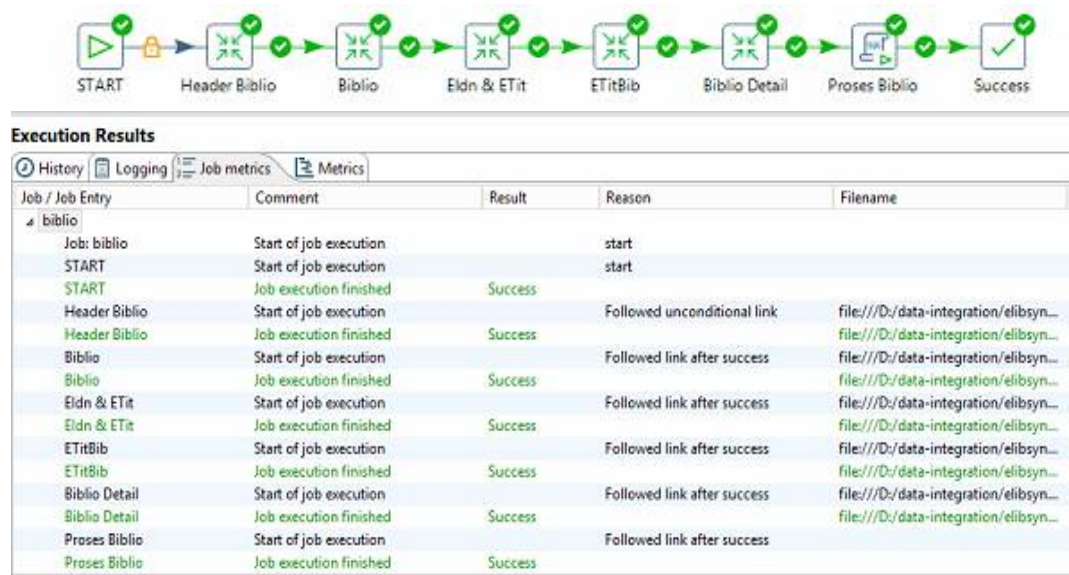 START Header Biblio Biblio Eldn & ETit ETitBib Biblio Detail Proses Biblio Success
Execution Results
History Logging Job metrics Metrics
Job / Job Entry Comment Result Reason Filename
biblio
Job: biblio Start of job execution start
START Start of job execution start
START Job execution finished Success
Header Biblio Start of job execution Followed unconditional link file:///D:/data-integration/elibsyn...
Header Biblio Job execution finished Success file:///D:/data-integration/elibsyn...
Biblio Start of job execution Followed link after success file:///D:/data-integration/elibsyn...
Biblio Job execution finished Success file:///D:/data-integration/elibsyn...
Eldn & ETit Start of job execution Followed link after success file:///D:/data-integration/elibsyn...
Eldn & ETit Job execution finished Success file:///D:/data-integration/elibsyn...
ETitBib Start of job execution Followed link after success file:///D:/data-integration/elibsyn...
ETitBib Job execution finished Success file:///D:/data-integration/elibsyn...
Biblio Detail Start of job execution Followed link after success file:///D:/data-integration/elibsyn...
Biblio Detail Job execution finished Success file:///D:/data-integration/elibsyn...
Proses Biblio Start of job execution Followed link after success
Proses Biblio Job execution finished Success